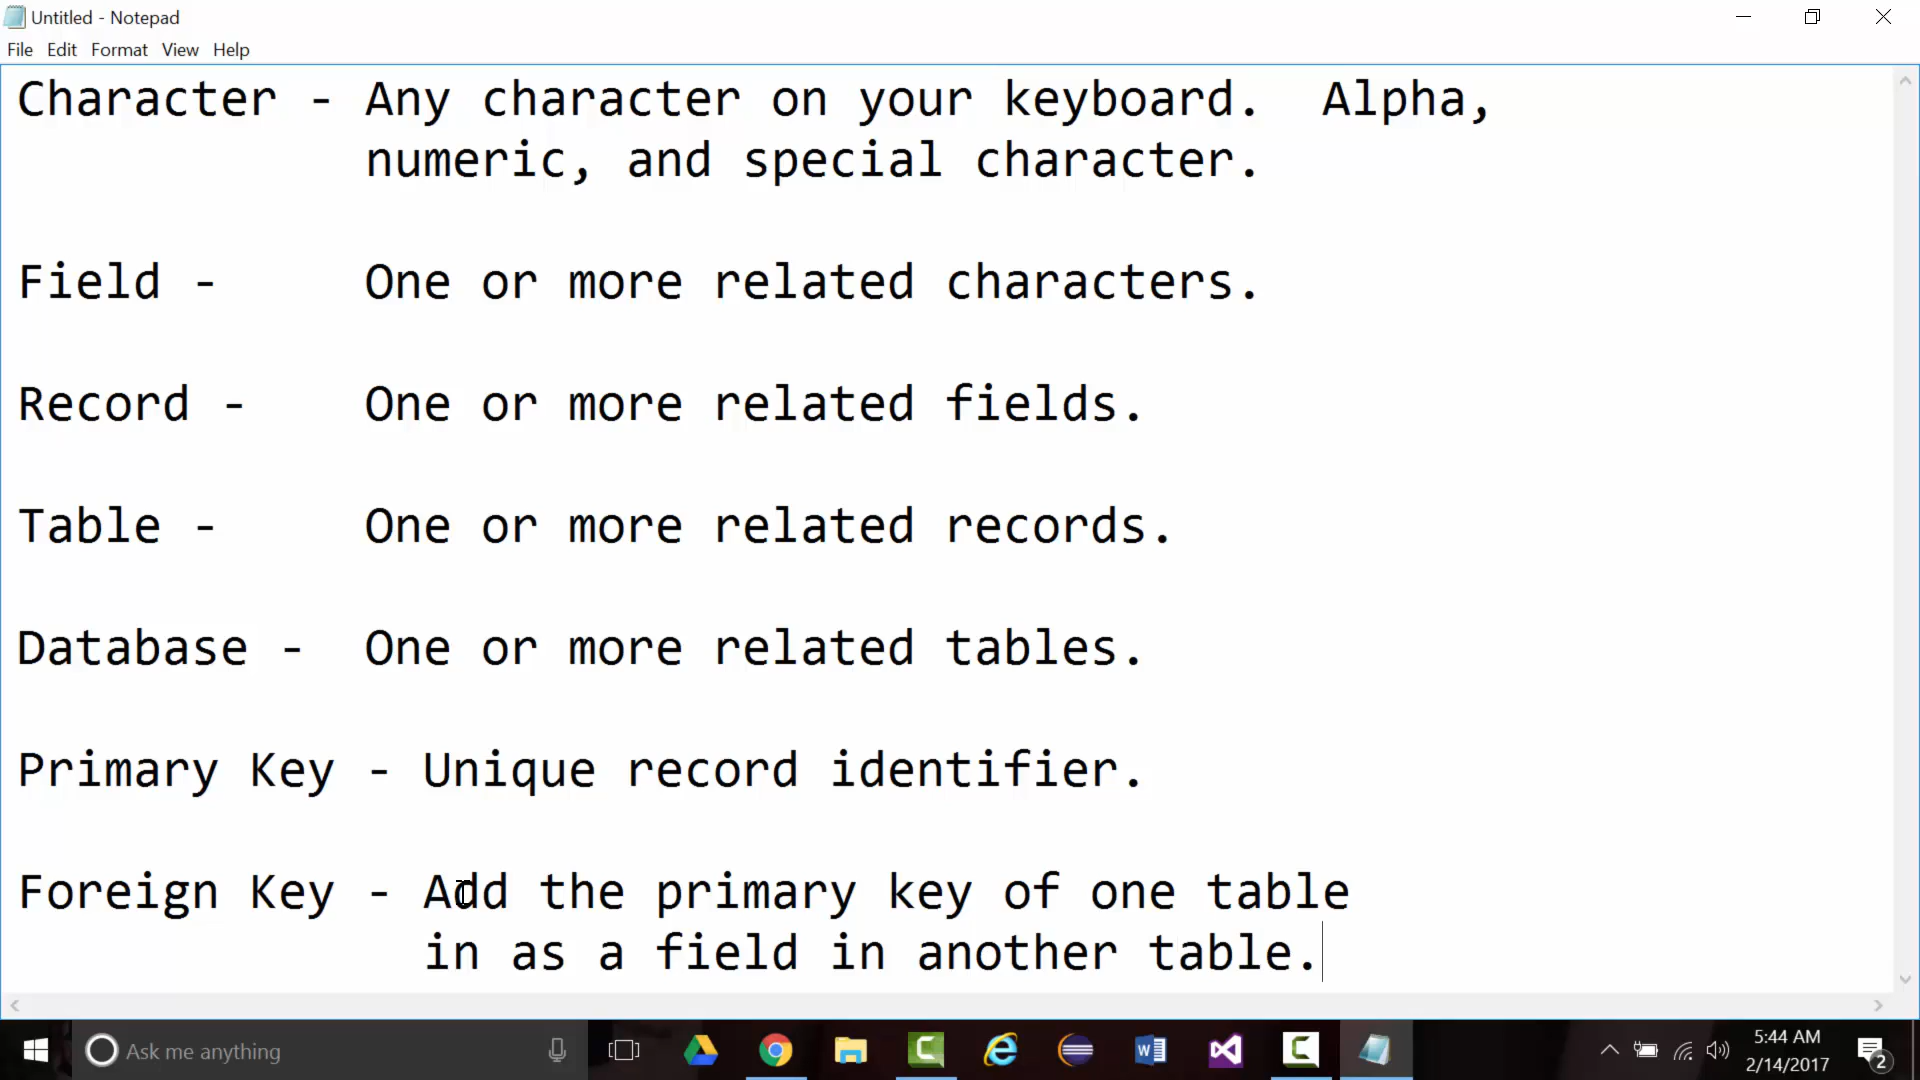 Untitled - Notepad
File Edit Format View Help
Character - Any character on your keyboard.  Alpha,
numeric, and special character.
Field - One or more related characters.
Record - One or more related fields.
Table - One or more related records.
Database - One or more related tables.
Primary Key - Unique record identifier.
Foreign Key - Add the primary key of one table
in as a field in another table.
Ask me anything
5:44 AM
2/14/2017
2